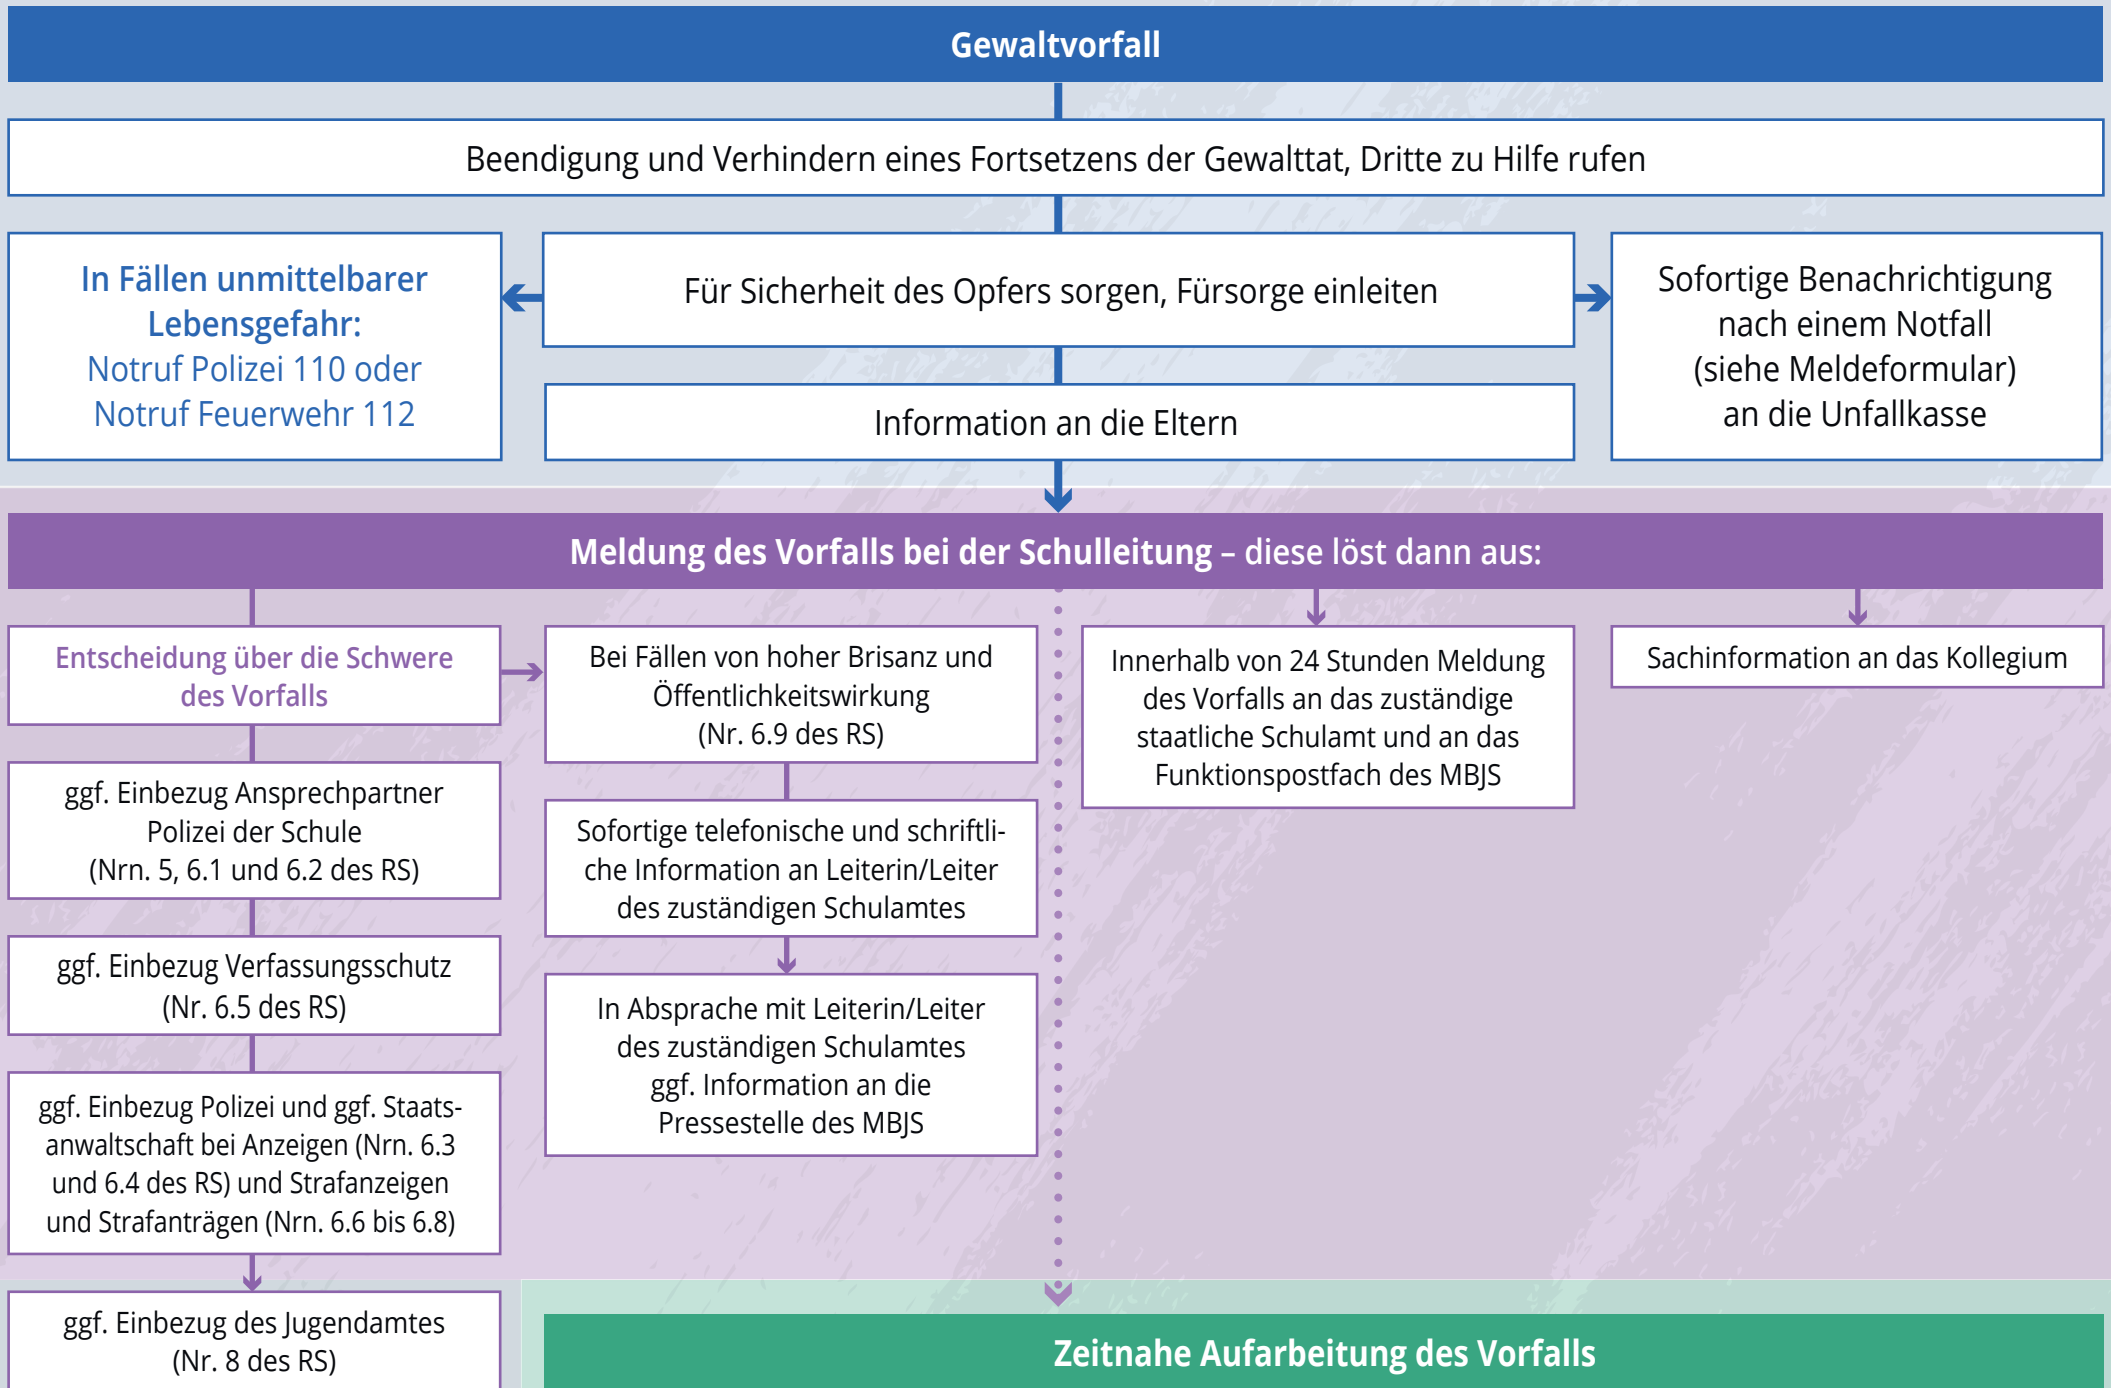 Gewaltvorfall
Beendigung und Verhindern eines Fortsetzens der Gewalttat, Dritte zu Hilfe rufen
In Fällen unmittelbarer
Lebensgefahr:
Notruf Polizei 110 oder
Notruf Feuerwehr 112
Für Sicherheit des Opfers sorgen, Fürsorge einleiten
Sofortige Benachrichtigung
nach einem Notfall
(siehe Meldeformular)
an die Unfallkasse
Information an die Eltern
Meldung des Vorfalls bei der Schulleitung – diese löst dann aus:
Entscheidung über die Schwere
des Vorfalls
ggf. Einbezug Ansprechpartner
Polizei der Schule
(Nrn. 5, 6.1 und 6.2 des RS)
ggf. Einbezug Verfassungsschutz
(Nr. 6.5 des RS)
ggf. Einbezug Polizei und ggf. Staats-
anwaltschaft bei Anzeigen (Nrn. 6.3
und 6.4 des RS) und Strafanzeigen
und Strafanträgen (Nrn. 6.6 bis 6.8)
ggf. Einbezug des Jugendamtes
(Nr. 8 des RS)
Bei Fällen von hoher Brisanz und
Öffentlichkeitswirkung
(Nr. 6.9 des RS)
Sofortige telefonische und schriftli-
che Information an Leiterin/Leiter
des zuständigen Schulamtes
In Absprache mit Leiterin/Leiter
des zuständigen Schulamtes
ggf. Information an die
Pressestelle des MBJS
Innerhalb von 24 Stunden Meldung
des Vorfalls an das zuständige
staatliche Schulamt und an das
Funktionspostfach des MBJS
Sachinformation an das Kollegium
Zeitnahe Aufarbeitung des Vorfalls